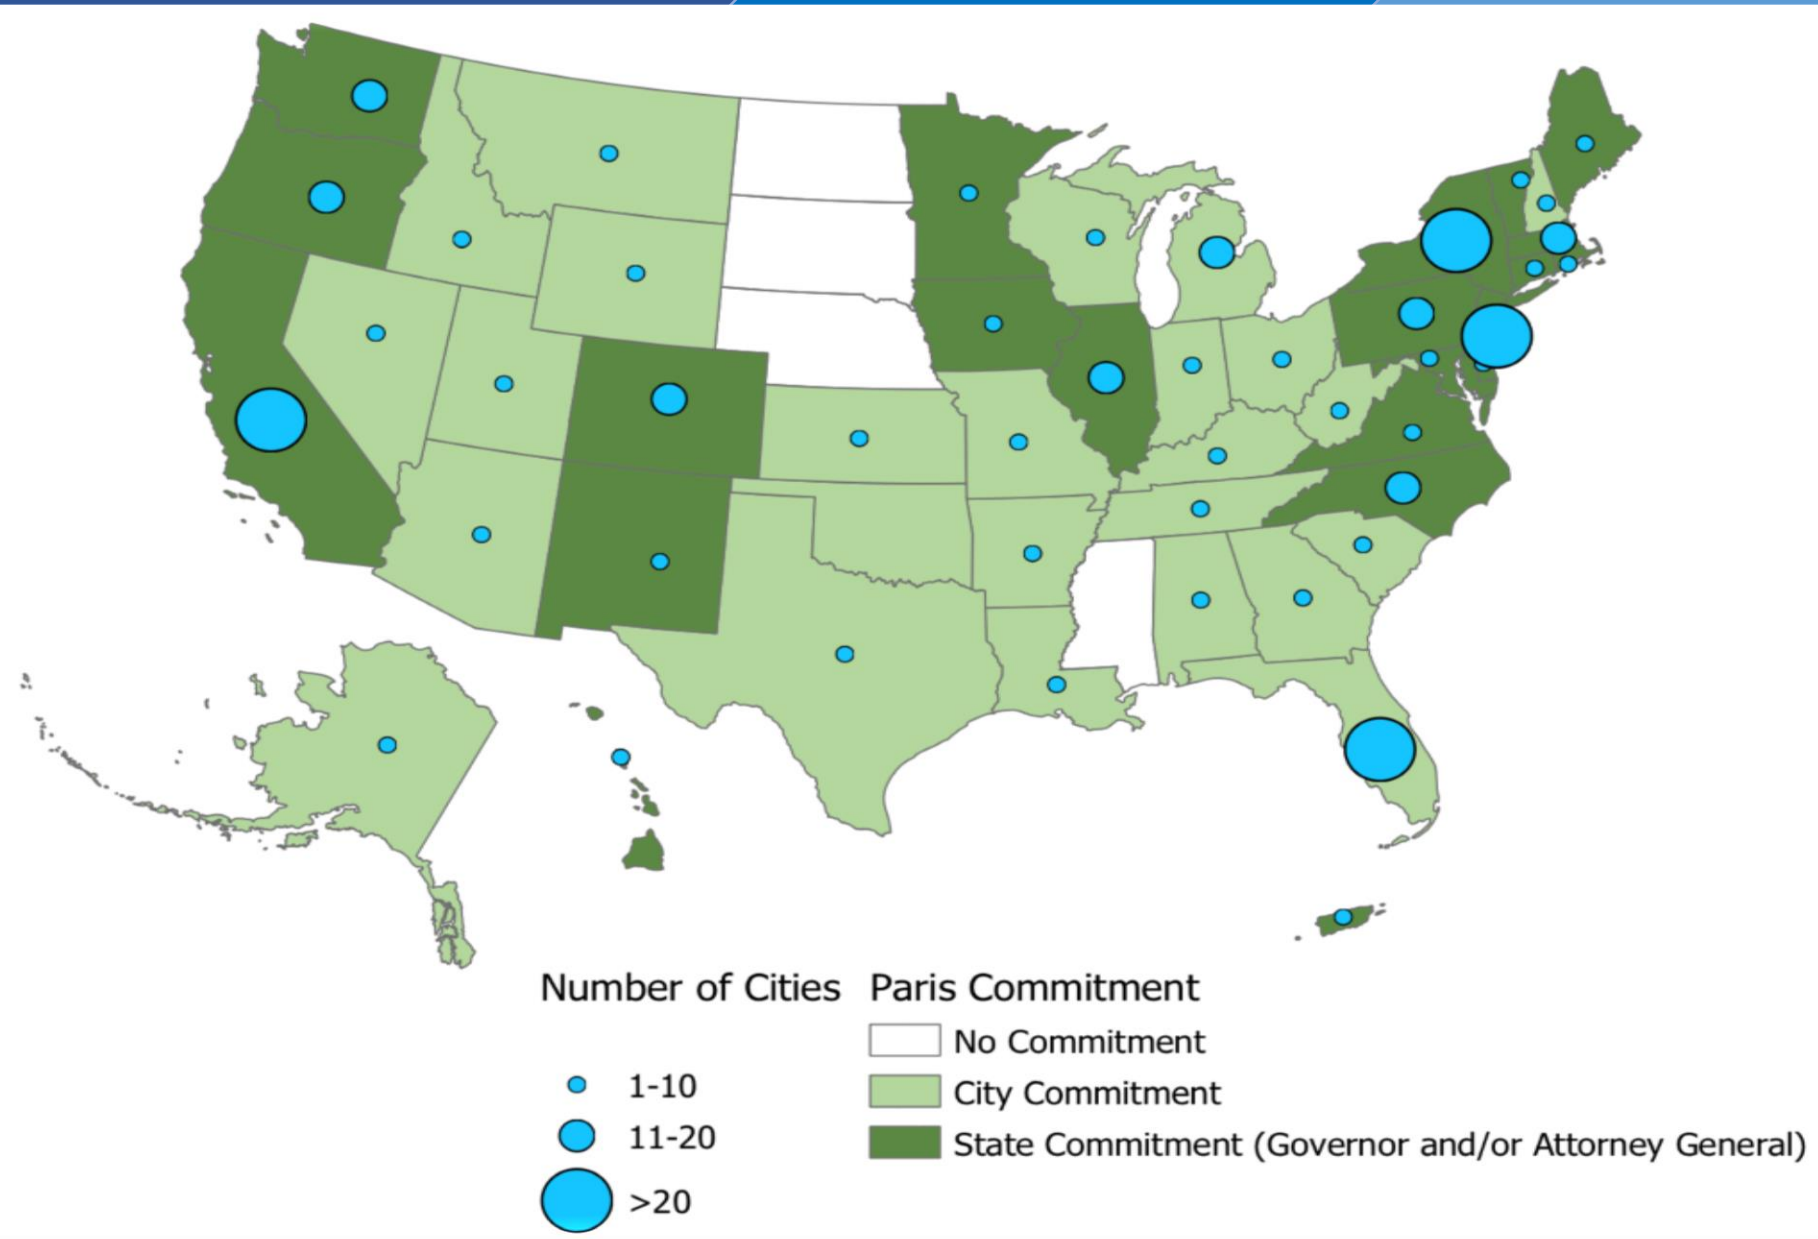 Number of Cities
1-10
11-20
>20
Paris Commitment
No Commitment
City Commitment
State Commitment (Governor and/or Attorney General)